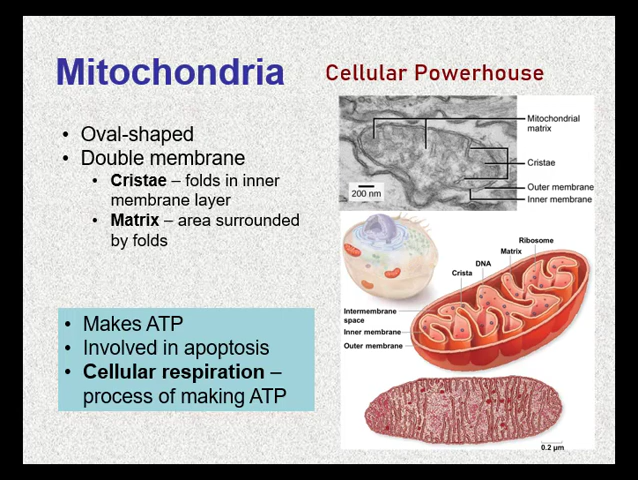 Mitochondria
Cellular Powerhouse
• Oval-shaped
• Double membrane
• Cristae – folds in inner
membrane layer
• Matrix – area surrounded
by folds
• Makes ATP
• Involved in apoptosis
• Cellular respiration –
process of making ATP
Mitochondrial
matrix
Cristae
Outer membrane
Inner membrane
200 nm
Ribosome
Matrix
DNA
Crista
Intermembrane
space
Inner membrane
Outer membrane
0.2 µm